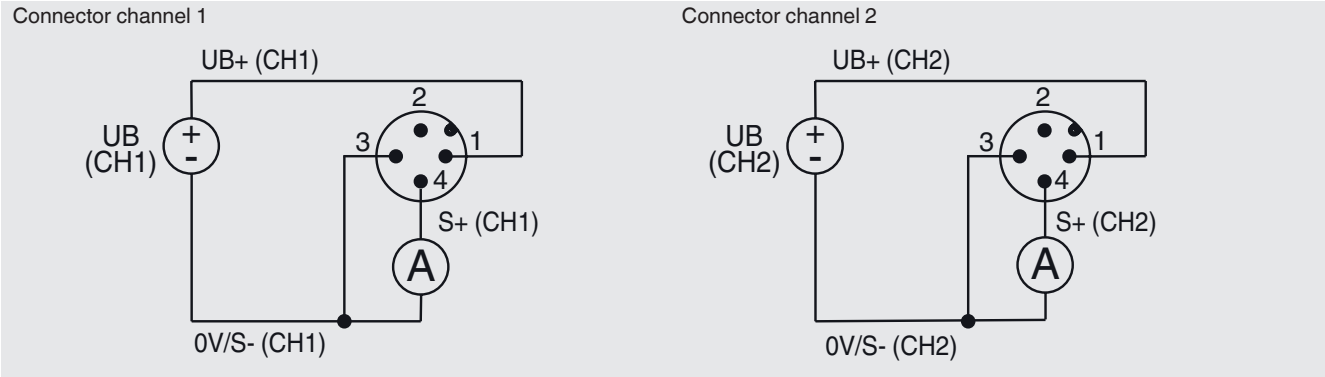 Connector channel 1
UB+ (CH1)
2
3
1
UB
(CH1)
+
-
4
S+ (CH1)
A
0V/S- (CH1)
Connector channel 2
UB+ (CH2)
2
3
1
UB
(CH2)
+
-
4
S+ (CH2)
A
0V/S- (CH2)